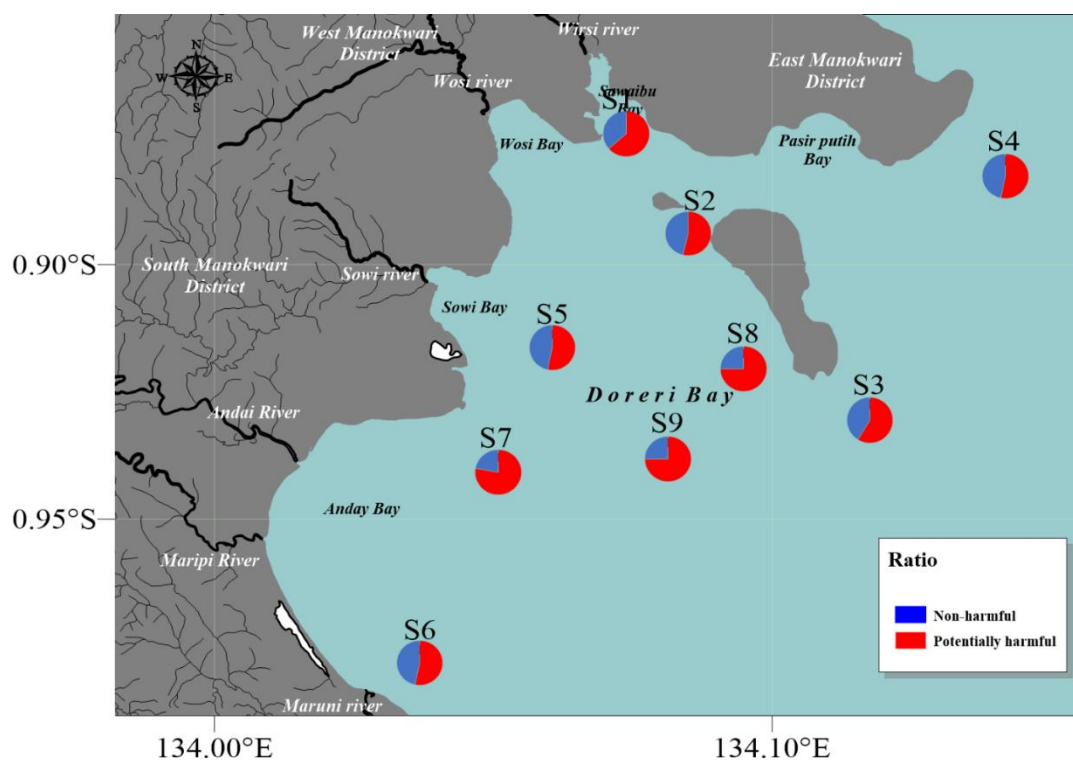 N
W E
S
West Manokwari
District
Wirsi river
Wosi river
East Manokwari
District
Sawaibu
Bay
S1
Wosi Bay
Pasir putih
Bay
S4
S2
0.90°S
South Manokwari
District
Sowi river
Sowi Bay
S5
S8
Doreri Bay
S3
Andai River
S9
S7
0.95°S
Anday Bay
Maripi River
Ratio
Non-harmful
Potentially harmful
S6
Maruni river
134.00°E
134.10°E